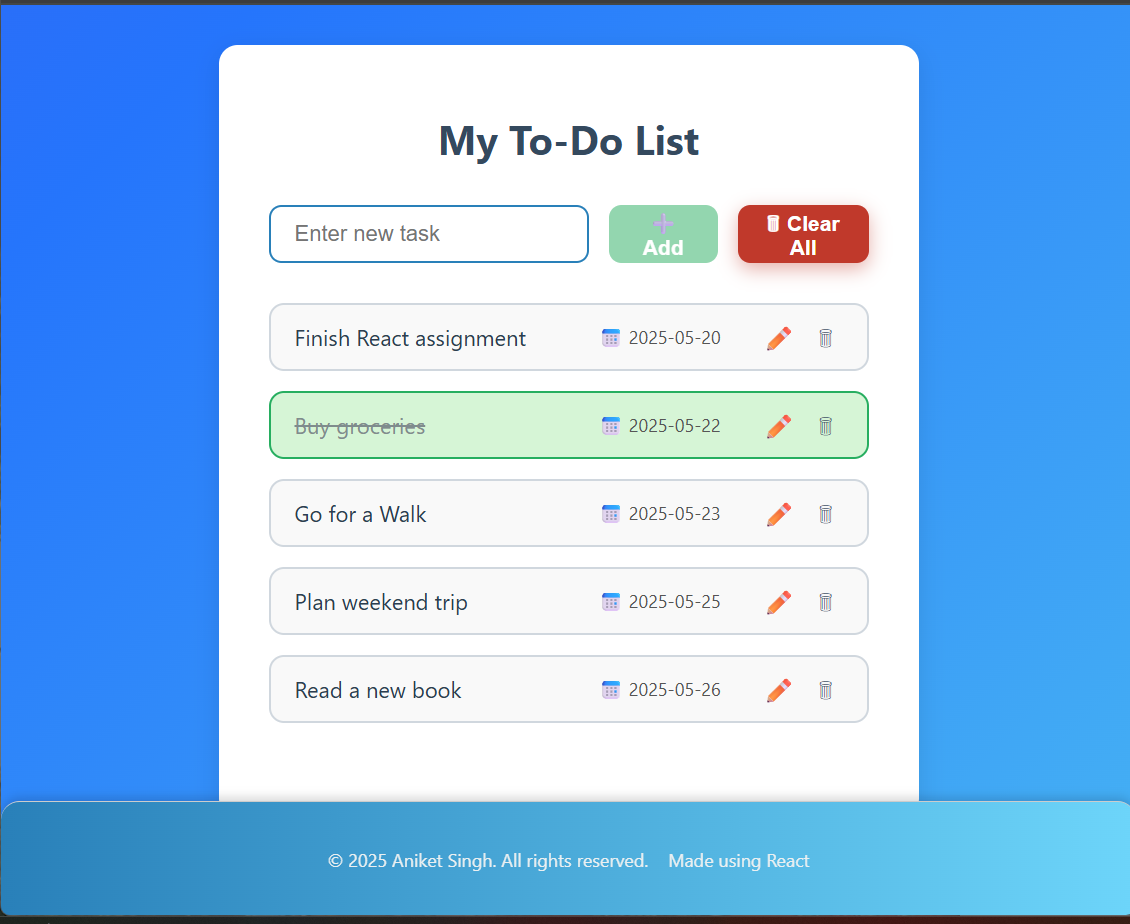 My To-Do List
Enter new task
Add
Clear
All
Finish React assignment
2025-05-20
Buy groceries
2025-05-22
Go for a Walk
2025-05-23
Plan weekend trip
2025-05-25
Read a new book
2025-05-26
© 2025 Aniket Singh. All rights reserved. Made using React